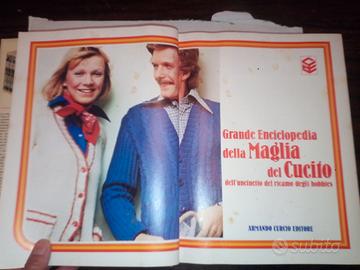 Grande Enciclopedia
della Maglia
del Cucito
dell'uncinetto del ricamo degli hobbies
ARMANDO CURCIO EDITORE
subito